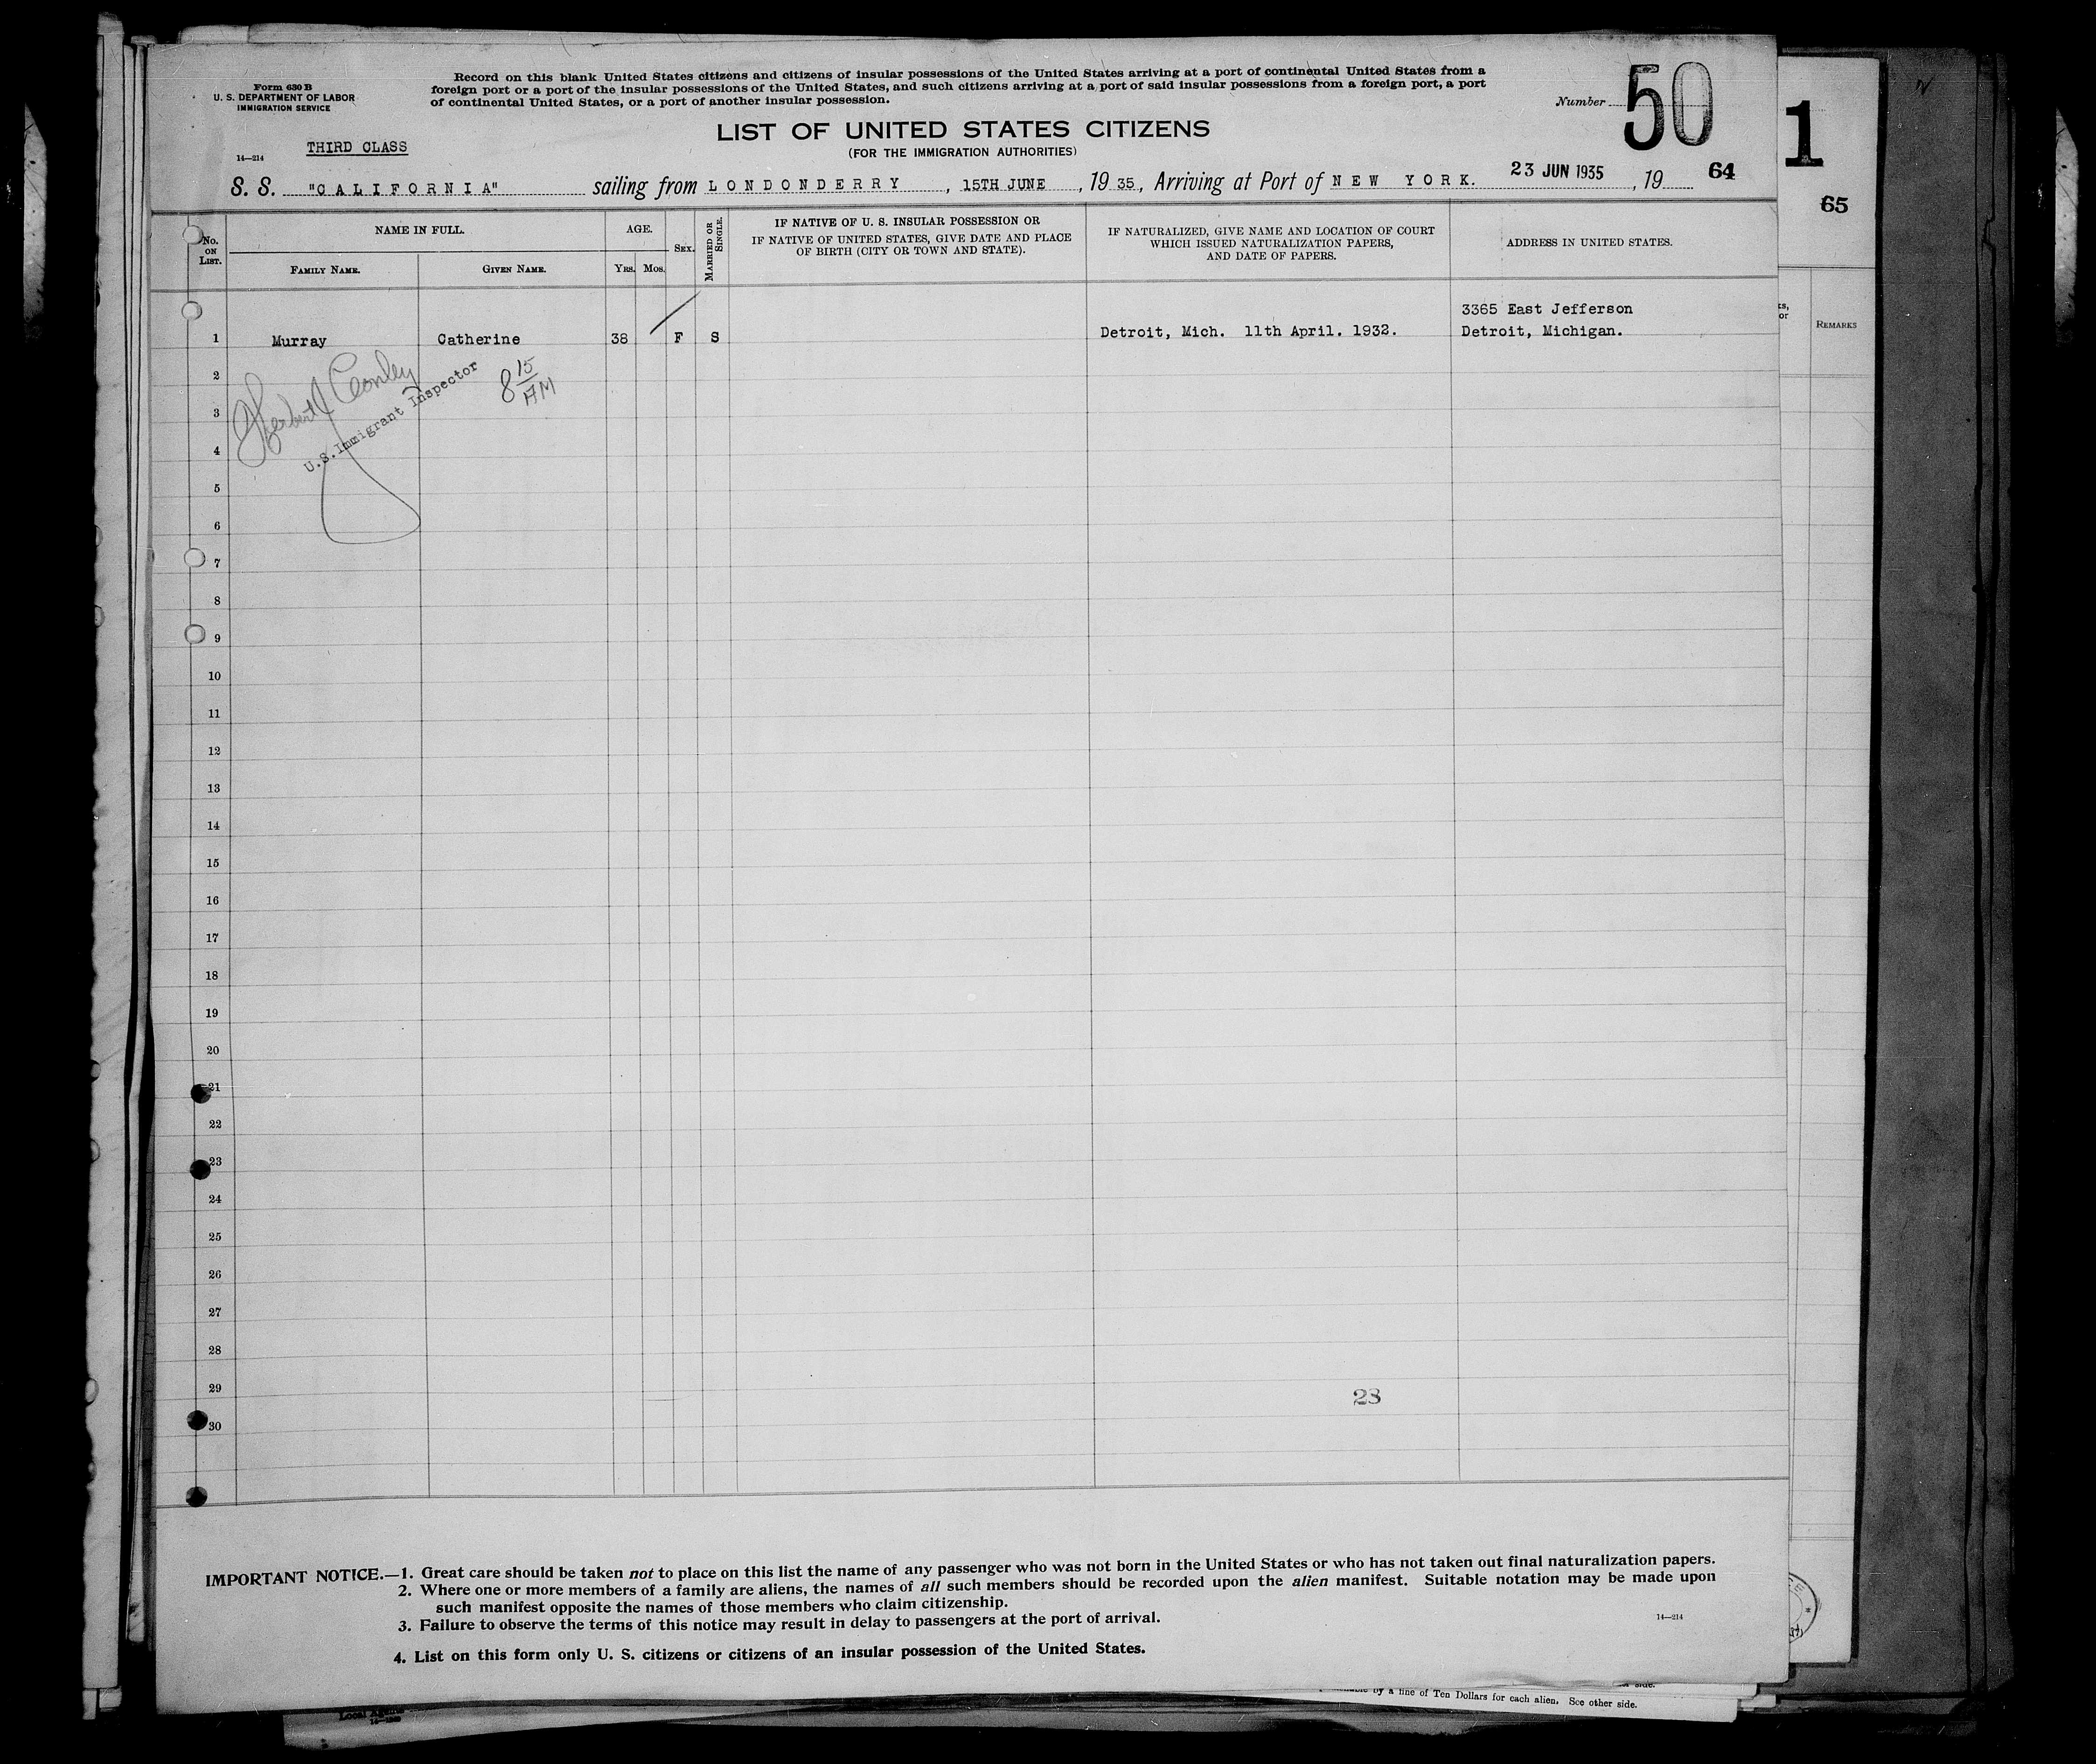 Form 630 B
U. S. DEPARTMENT OF LABOR
IMMIGRATION SERVICE
Record on this blank United States citizens and citizens of insular possessions of the United States arriving at a port of continental United States from a
foreign port or a port of the insular possessions of the United States, and such citizens arriving at a port of said insular possessions from a foreign port, a port
of continental United States, or a port of another insular possession.
Number 50
1
THIRD CLASS
14—214
LIST OF UNITED STATES CITIZENS
(FOR THE IMMIGRATION AUTHORITIES)
S. S. "CALIFORNIA" sailing from LONDONDERRY, 15TH JUNE, 1935, Arriving at Port of NEW YORK. 23 JUN 1935, 19 64
65
No. ON LIST.
NAME IN FULL.
FAMILY NAME.
GIVEN NAME.
AGE.
YRS.
MOS.
SEX.
MARRIED OR SINGLE.
IF NATIVE OF U. S. INSULAR POSSESSION OR
IF NATIVE OF UNITED STATES, GIVE DATE AND PLACE
OF BIRTH (CITY OR TOWN AND STATE).
IF NATURALIZED, GIVE NAME AND LOCATION OF COURT
WHICH ISSUED NATURALIZATION PAPERS,
AND DATE OF PAPERS.
ADDRESS IN UNITED STATES.
REMARKS
3365 East Jefferson
1 Murray Catherine 38 F S Detroit, Mich. 11th April. 1932. Detroit, Michigan.
2
8 15 AM
U.S. Immigrant Inspector
3
4
5
6
7
8
9
10
11
12
13
14
15
16
17
18
19
20
21
22
23
24
25
26
27
28
29
23
30
IMPORTANT NOTICE.—1. Great care should be taken not to place on this list the name of any passenger who was not born in the United States or who has not taken out final naturalization papers.
2. Where one or more members of a family are aliens, the names of all such members should be recorded upon the alien manifest. Suitable notation may be made upon
such manifest opposite the names of those members who claim citizenship.
3. Failure to observe the terms of this notice may result in delay to passengers at the port of arrival.
14—214
4. List on this form only U. S. citizens or citizens of an insular possession of the United States.
by a fine of Ten Dollars for each alien. See other side.